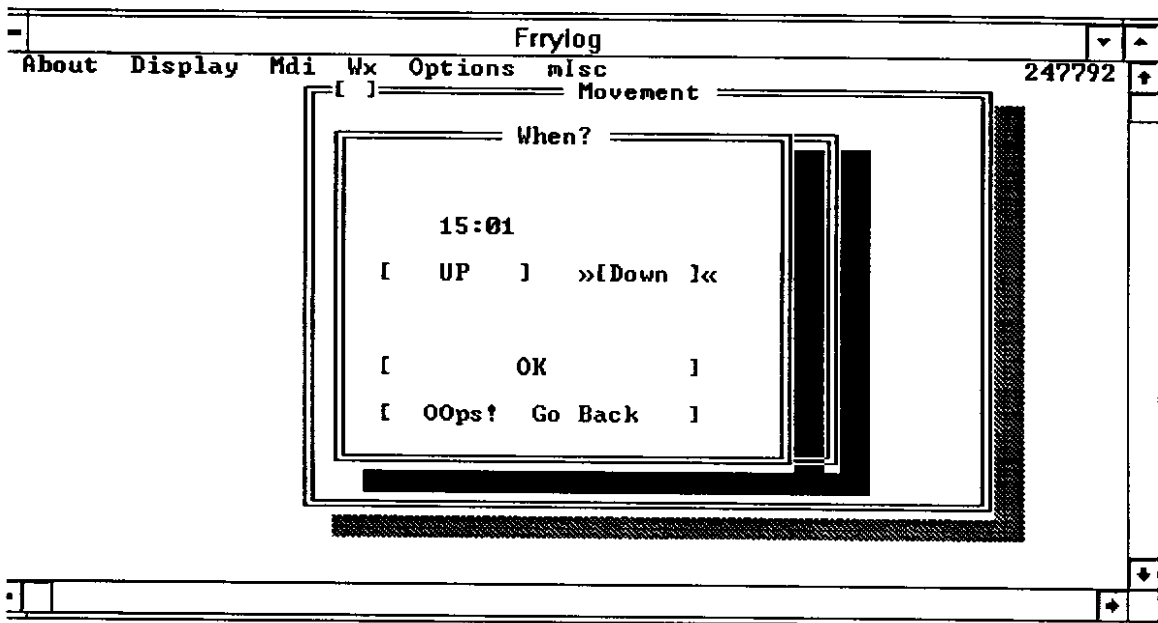 Frrylog
About Display Mdi Wx Options mIsc 247792
[ ] Movement
When?
15:01
[ UP ] »[Down ]«
[ OK ]
[ OOps! Go Back ]